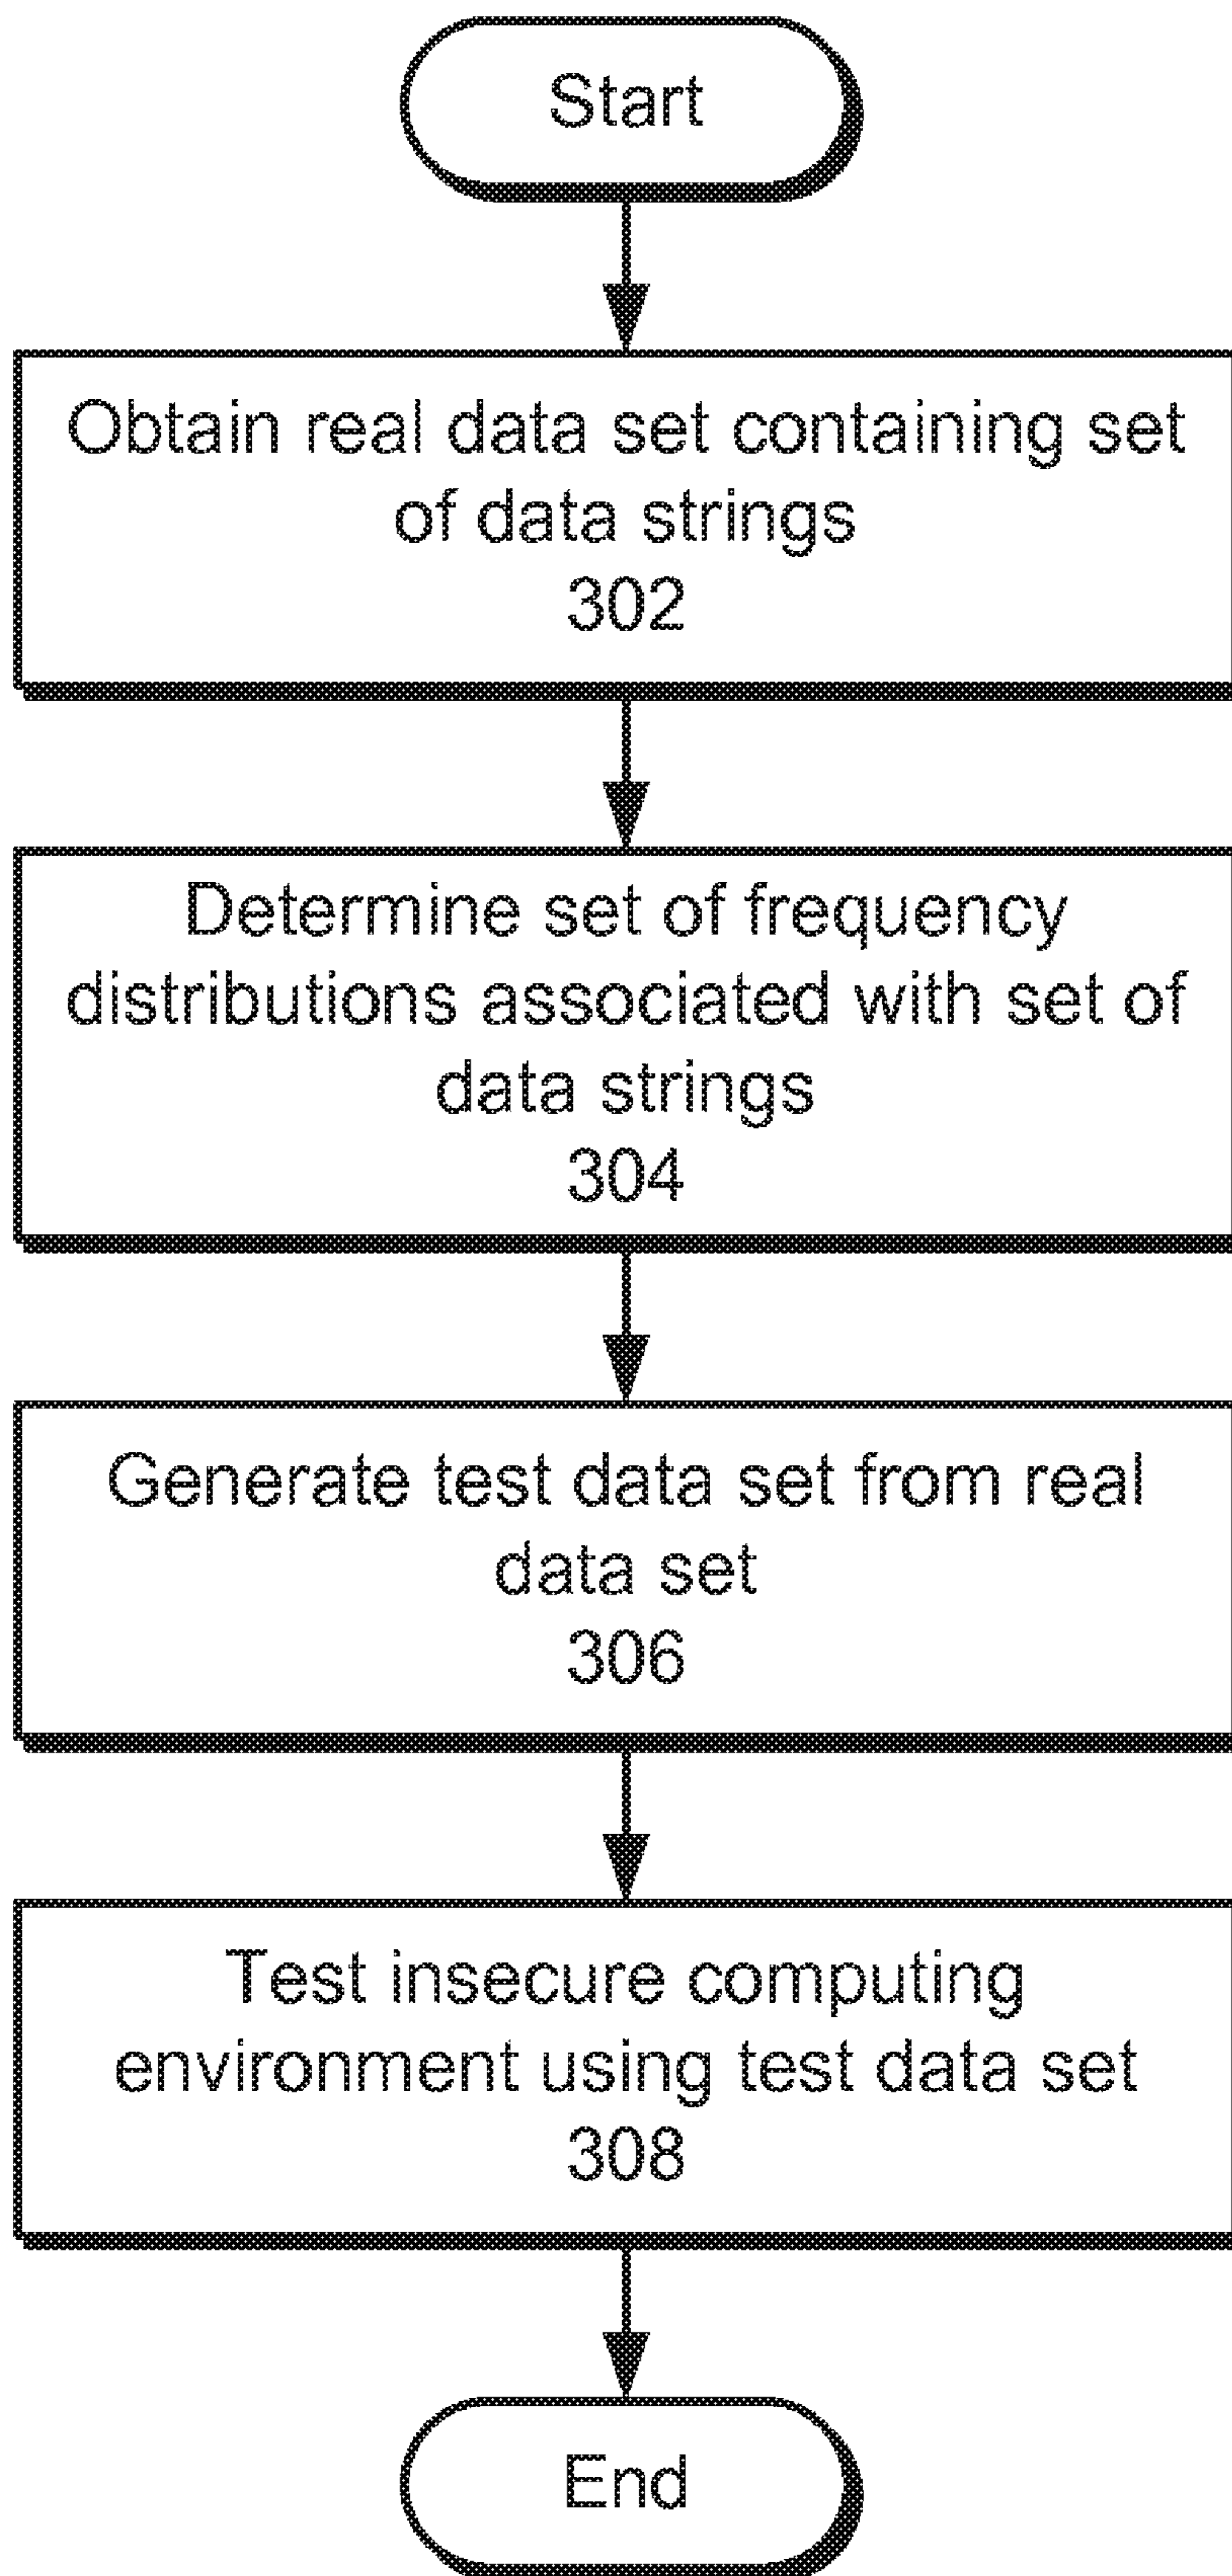 Start
Obtain real data set containing set
of data strings
302
Determine set of frequency
distributions associated with set of
data strings
304
Generate test data set from real
data set
306
Test insecure computing
environment using test data set
308
End